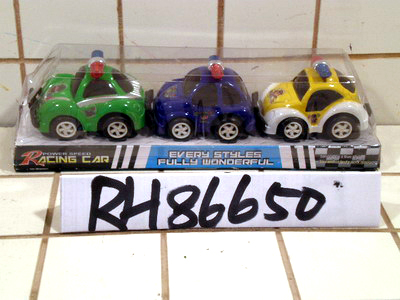 POWER SPEED
RACING CAR
EVERY STYLES
FULLY WONDERFUL
RH86650